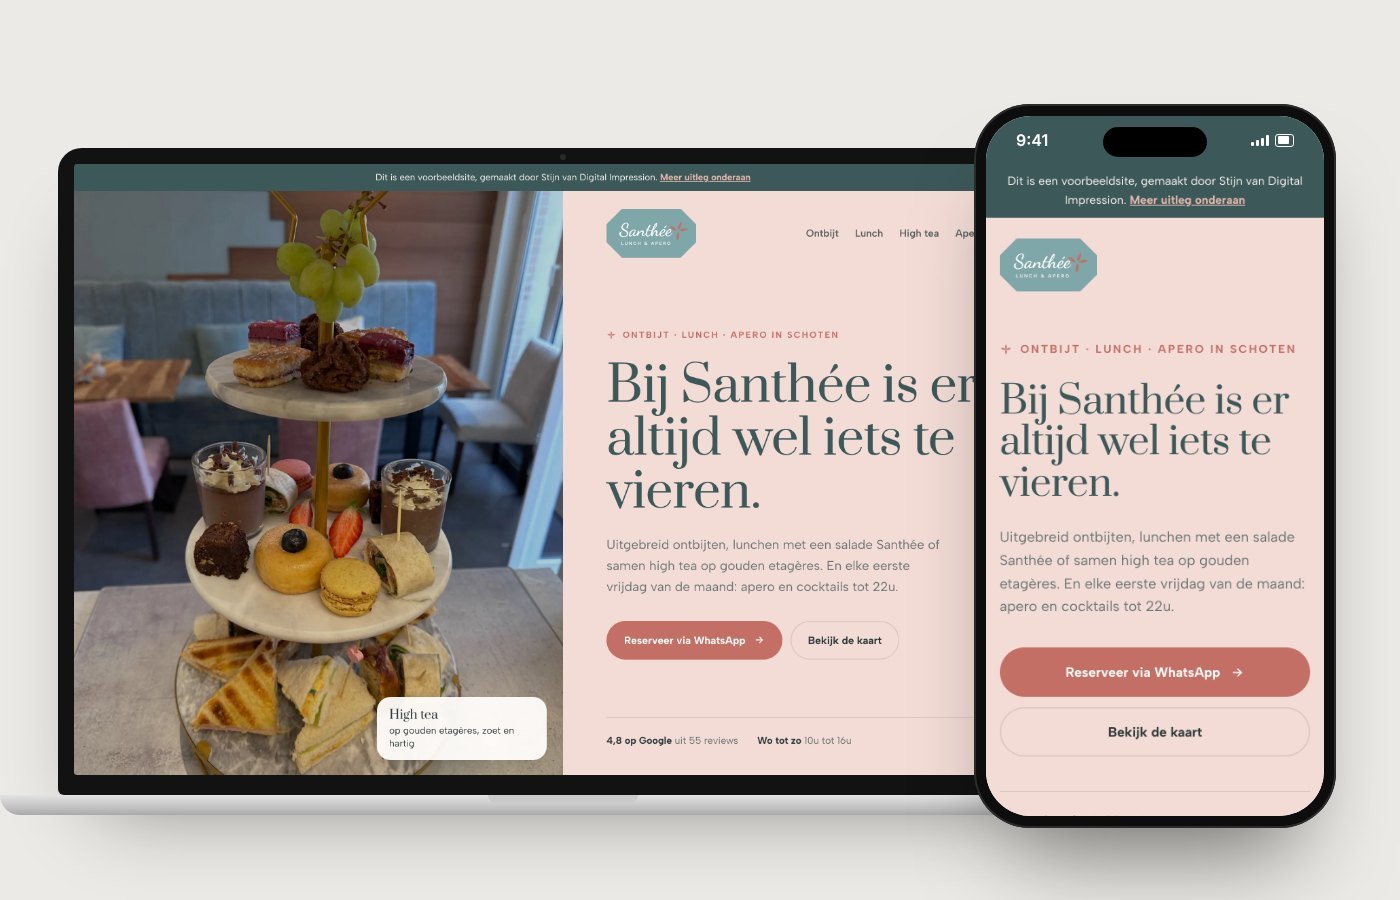 Dit is een voorbeeldsite, gemaakt door Stijn van Digital Impression. Meer uitleg onderaan
Santhée
LUNCH & APERO
Ontbijt Lunch High tea Ape
ONTBIJT · LUNCH · APERO IN SCHOTEN
Bij Santhée is er
altijd wel iets te
vieren.
Uitgebreid ontbijten, lunchen met een salade Santhée of
samen high tea op gouden etagères. En elke eerste
vrijdag van de maand: apero en cocktails tot 22u.
Reserveer via WhatsApp → Bekijk de kaart
4,8 op Google uit 55 reviews Wo tot zo 10u tot 16u
High tea
op gouden etagères, zoet en
hartig
9:41
Dit is een voorbeeldsite, gemaakt door Stijn van Digital
Impression. Meer uitleg onderaan
Santhée
LUNCH & APERO
ONTBIJT · LUNCH · APERO IN SCHOTEN
Bij Santhée is er
altijd wel iets te
vieren.
Uitgebreid ontbijten, lunchen met een salade
Santhée of samen high tea op gouden
etagères. En elke eerste vrijdag van de maand:
apero en cocktails tot 22u.
Reserveer via WhatsApp →
Bekijk de kaart